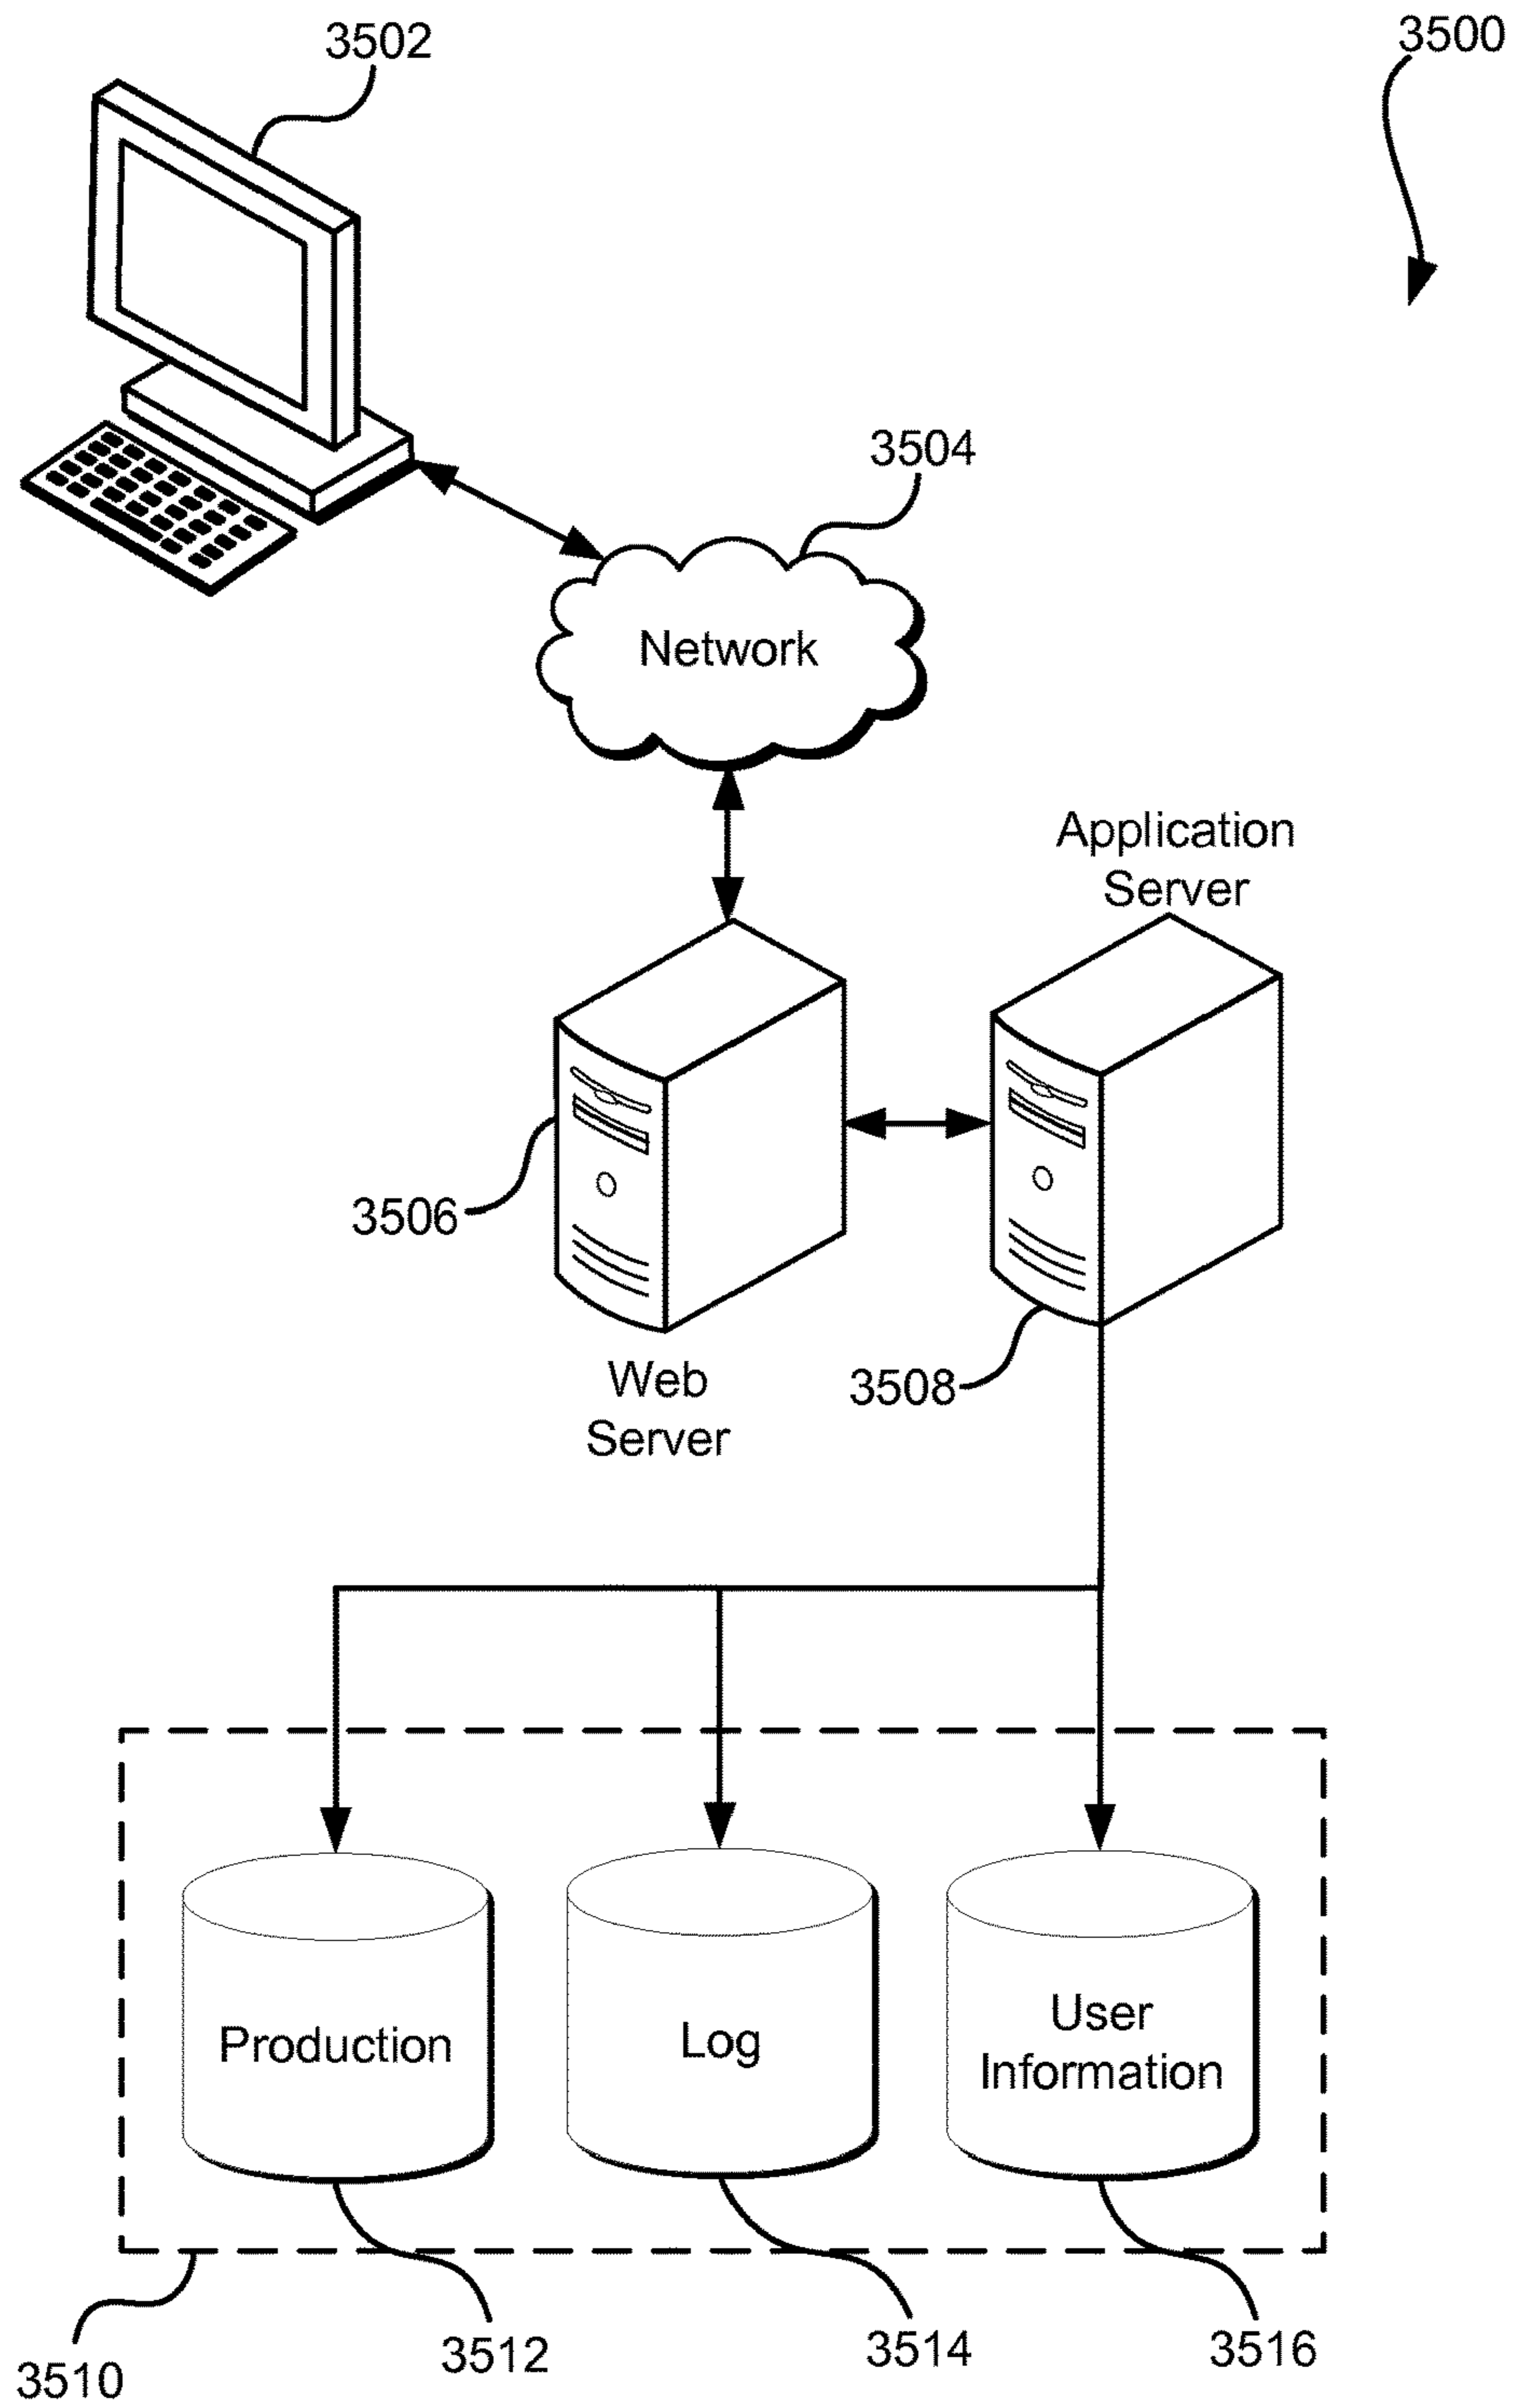 3502
3500
3504
Network
Application
Server
3506
3508
Web
Server
Production
Log
User
Information
3510
3512
3514
3516